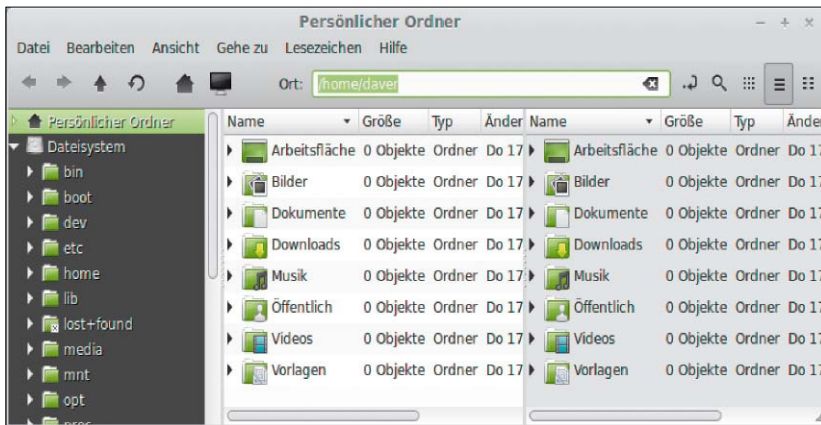 Persönlicher Ordner
Datei Bearbeiten Ansicht Gehe zu Lesezeichen Hilfe
Ort: /home/daver
Persönlicher Ordner
Dateisystem
bin
boot
dev
etc
home
lib
lost+found
media
mnt
opt
proc
Name Größe Typ Änder
Arbeitsfläche 0 Objekte Ordner Do 17
Bilder 0 Objekte Ordner Do 17
Dokumente 0 Objekte Ordner Do 17
Downloads 0 Objekte Ordner Do 17
Musik 0 Objekte Ordner Do 17
Öffentlich 0 Objekte Ordner Do 17
Videos 0 Objekte Ordner Do 17
Vorlagen 0 Objekte Ordner Do 17
Name Größe Typ Ände
Arbeitsfläche 0 Objekte Ordner Do 17
Bilder 0 Objekte Ordner Do 17
Dokumente 0 Objekte Ordner Do 17
Downloads 0 Objekte Ordner Do 17
Musik 0 Objekte Ordner Do 17
Öffentlich 0 Objekte Ordner Do 17
Videos 0 Objekte Ordner Do 17
Vorlagen 0 Objekte Ordner Do 17